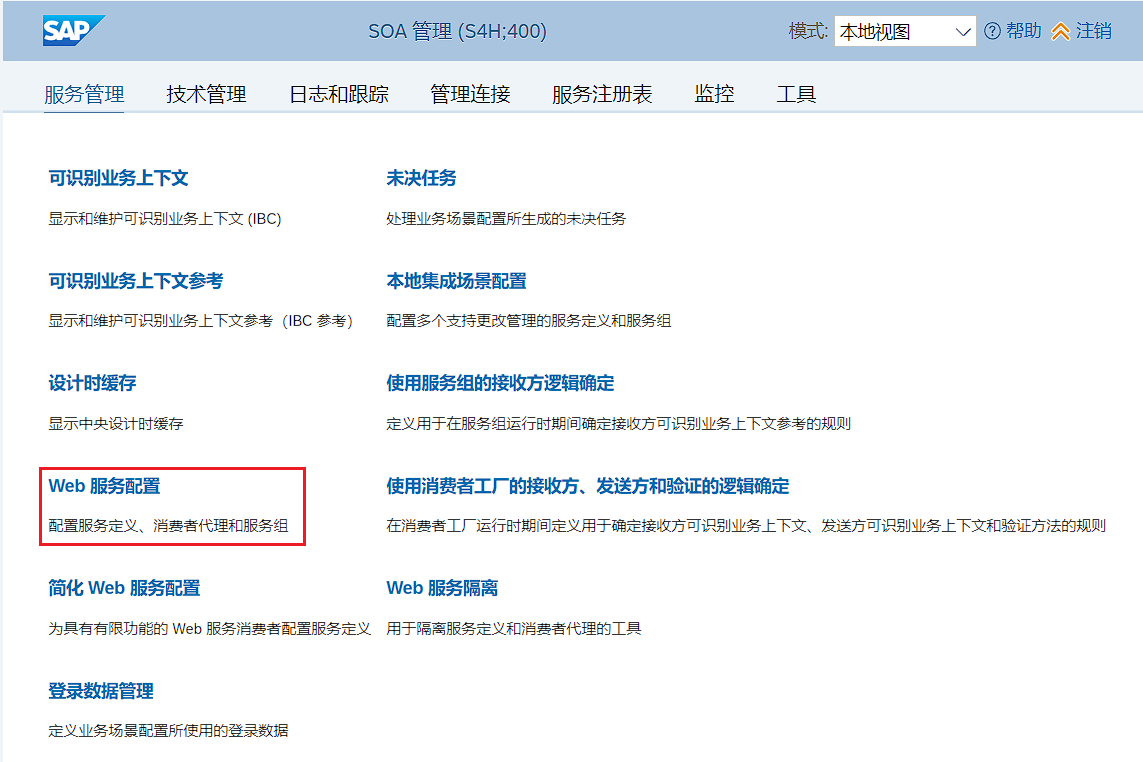 SAP SOA 管理 (S4H;400) 模式: 本地视图 帮助 注销
服务管理 技术管理 日志和跟踪 管理连接 服务注册表 监控 工具
可识别业务上下文 未决任务
显示和维护可识别业务上下文 (IBC) 处理业务场景配置所生成的未决任务
可识别业务上下文参考 本地集成场景配置
显示和维护可识别业务上下文参考（IBC 参考） 配置多个支持更改管理的服务定义和服务组
设计时缓存 使用服务组的接收方逻辑确定
显示中央设计时缓存 定义用于在服务组运行时期间确定接收方可识别业务上下文参考的规则
Web 服务配置 使用消费者工厂的接收方、发送方和验证的逻辑确定
配置服务定义、消费者代理和服务组 在消费者工厂运行时期间定义用于确定接收方可识别业务上下文、发送方可识别业务上下文和验证方法的规则
简化 Web 服务配置 Web 服务隔离
为具有有限功能的 Web 服务消费者配置服务定义 用于隔离服务定义和消费者代理的工具
登录数据管理
定义业务场景配置所使用的登录数据